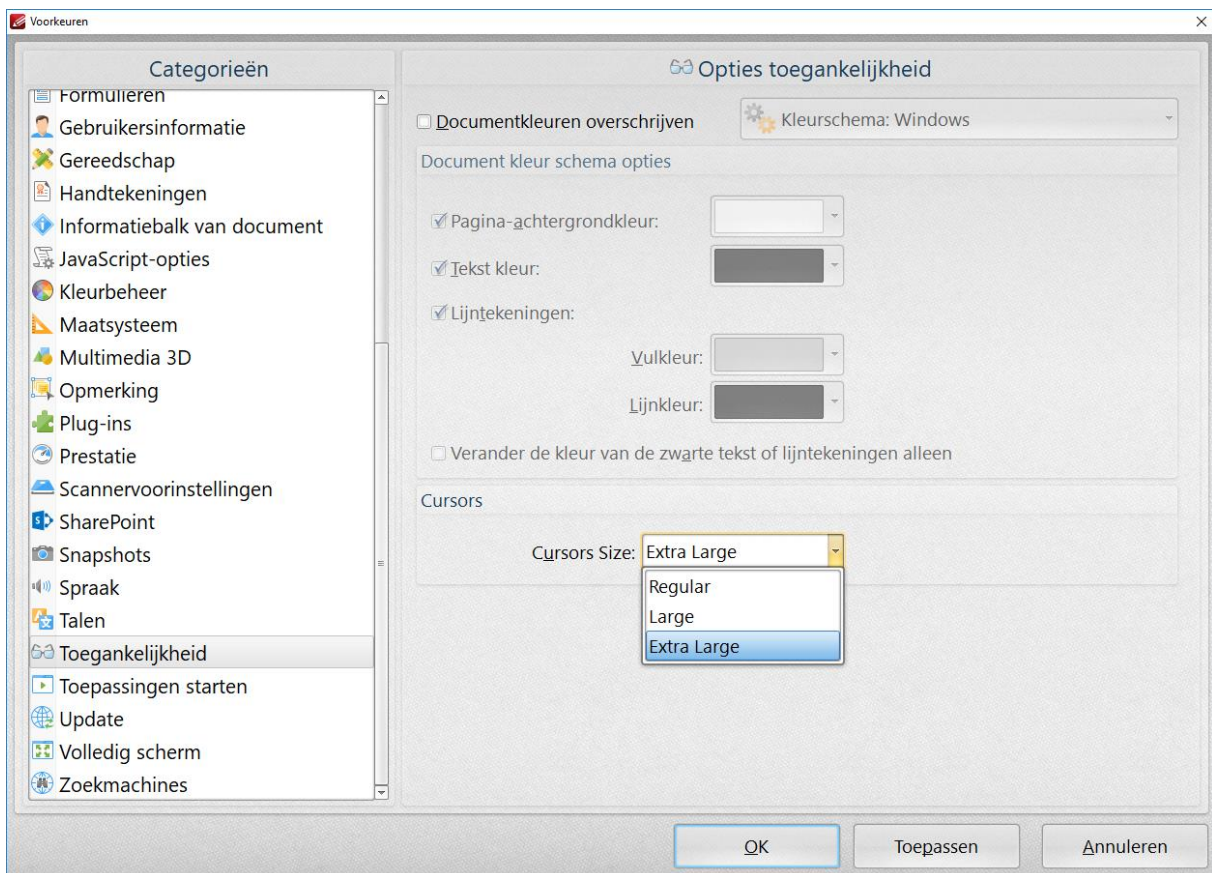 Voorkeuren
Categorieën
Formulieren
Gebruikersinformatie
Gereedschap
Handtekeningen
Informatiebalk van document
JavaScript-opties
Kleurbeheer
Maatsysteem
Multimedia 3D
Opmerking
Plug-ins
Prestatie
Scannervoorinstellingen
SharePoint
Snapshots
Spraak
Talen
Toegankelijkheid
Toepassingen starten
Update
Volledig scherm
Zoekmachines
Opties toegankelijkheid
Documentkleuren overschrijven
Kleurschema: Windows
Document kleur schema opties
Pagina-achtergrondkleur:
Tekst kleur:
Lijntekeningen:
Vulkleur:
Lijnkleur:
Verander de kleur van de zwarte tekst of lijntekeningen alleen
Cursors
Cursors Size: Extra Large
Regular
Large
Extra Large
OK
Toepassen
Annuleren